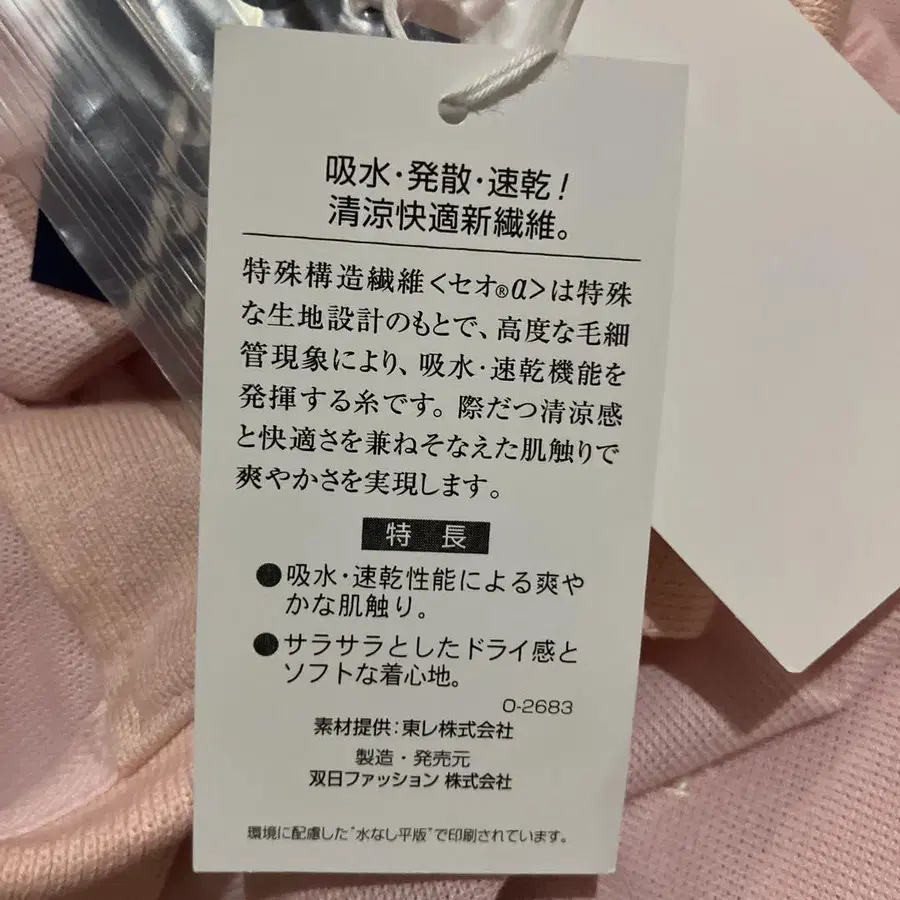 吸水・発散・速乾!
清涼快適新繊維。
特殊構造繊維<セオ®α>は特殊
な生地設計のもとで、高度な毛細
管現象により、吸水・速乾機能を
発揮する糸です。際だつ清涼感
と快適さを兼ねそなえた肌触りで
爽やかさを実現します。
特 長
●吸水・速乾性能による爽や
かな肌触り。
●サラサラとしたドライ感と
ソフトな着心地。
O-2683
素材提供:東レ株式会社
製造・発売元
双日ファッション 株式会社
環境に配慮した"水なし平版"で印刷されています。